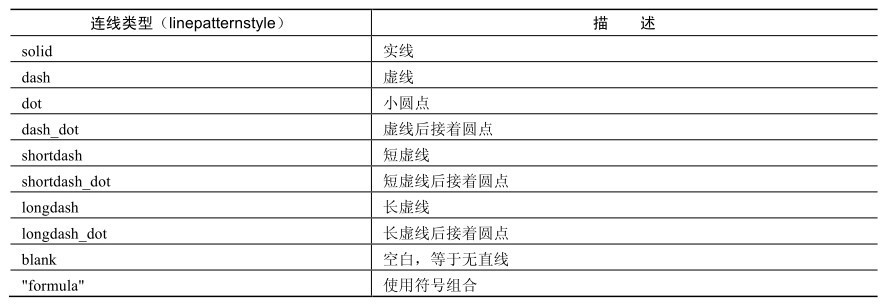 连线类型（linepatternstyle） 描 述
solid 实线
dash 虚线
dot 小圆点
dash_dot 虚线后接着圆点
shortdash 短虚线
shortdash_dot 短虚线后接着圆点
longdash 长虚线
longdash_dot 长虚线后接着圆点
blank 空白，等于无直线
"formula" 使用符号组合